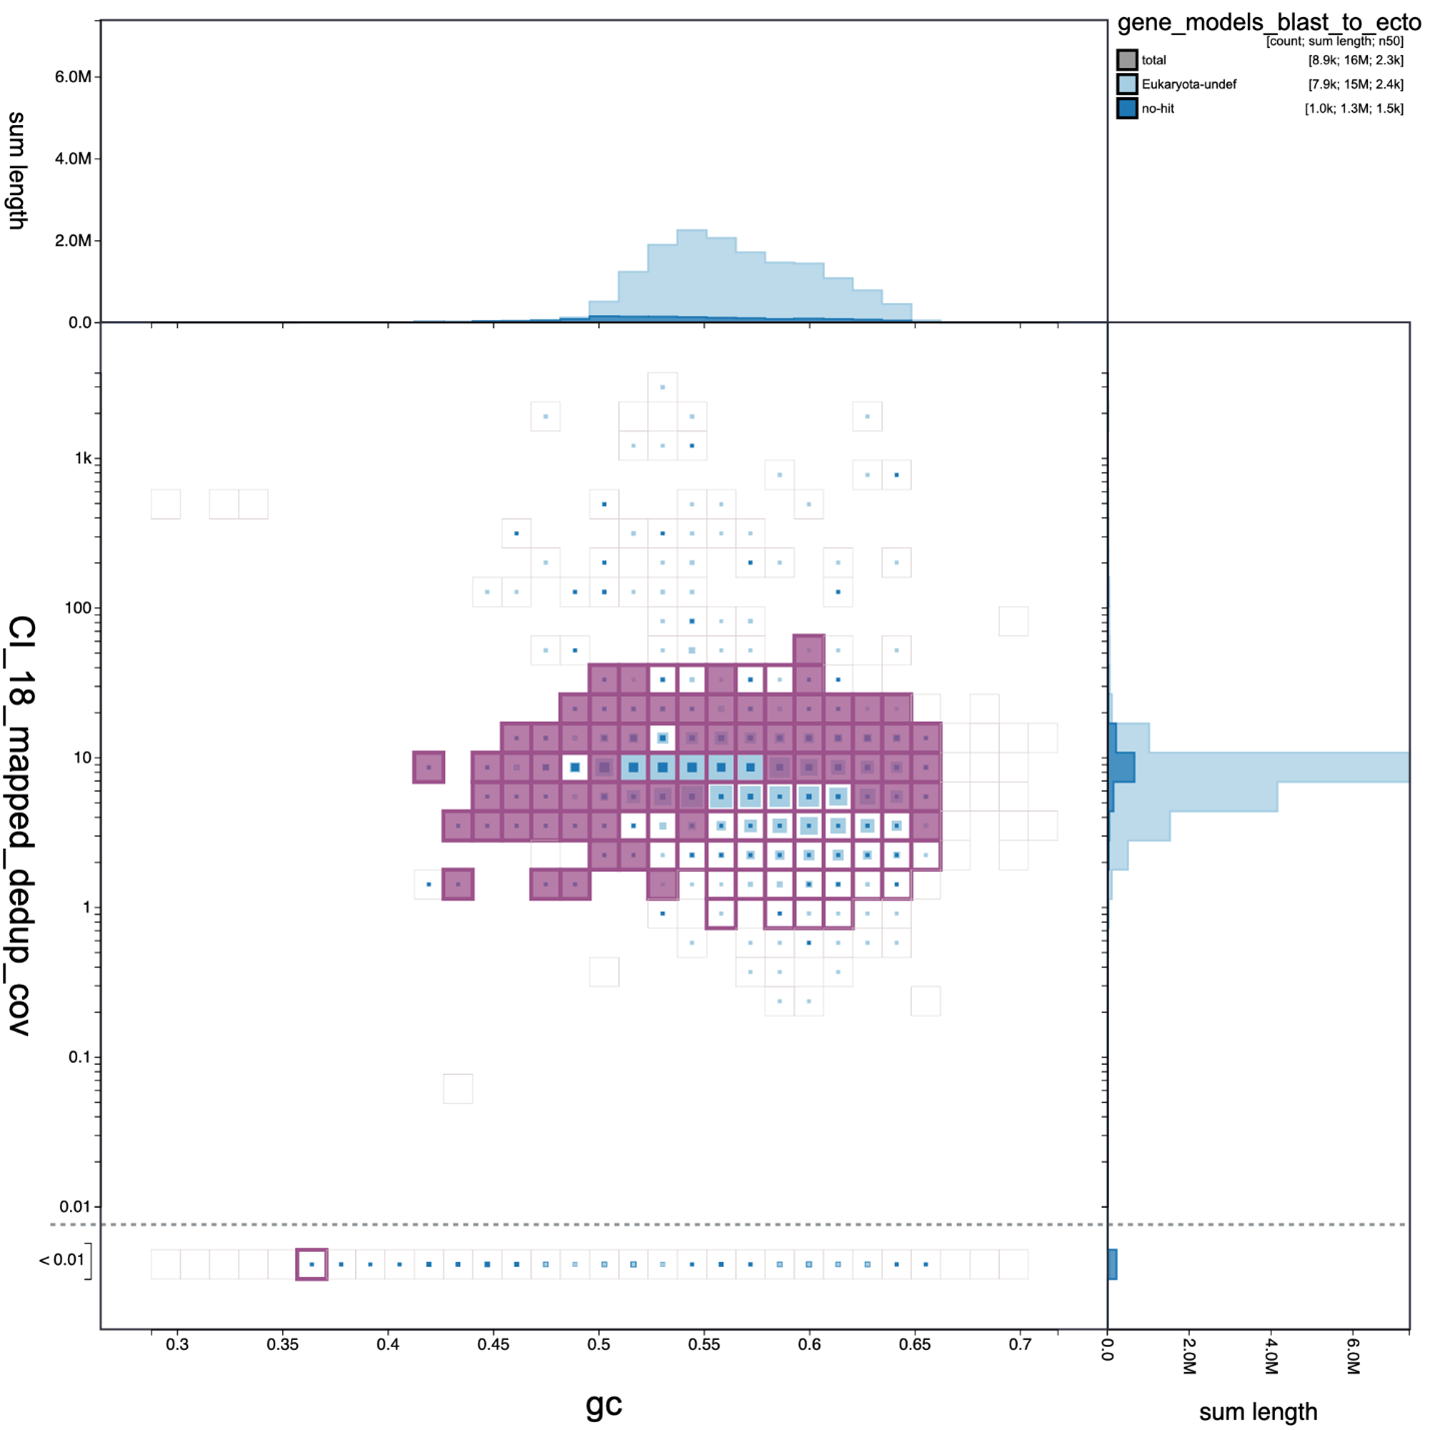 gene_models_blast_to_ecto
[count; sum length; n50]
total [8.9k; 16M; 2.3k]
Eukaryota-undef [7.9k; 15M; 2.4k]
no-hit [1.0k; 1.3M; 1.5k]
sum length
6.0M
4.0M
2.0M
0.0
CI_18_mapped_dedup_cov
1k
100
10
1
0.1
0.01
< 0.01
0.3 0.35 0.4 0.45 0.5 0.55 0.6 0.65 0.7
gc
0.0 2.0M 4.0M 6.0M
sum length